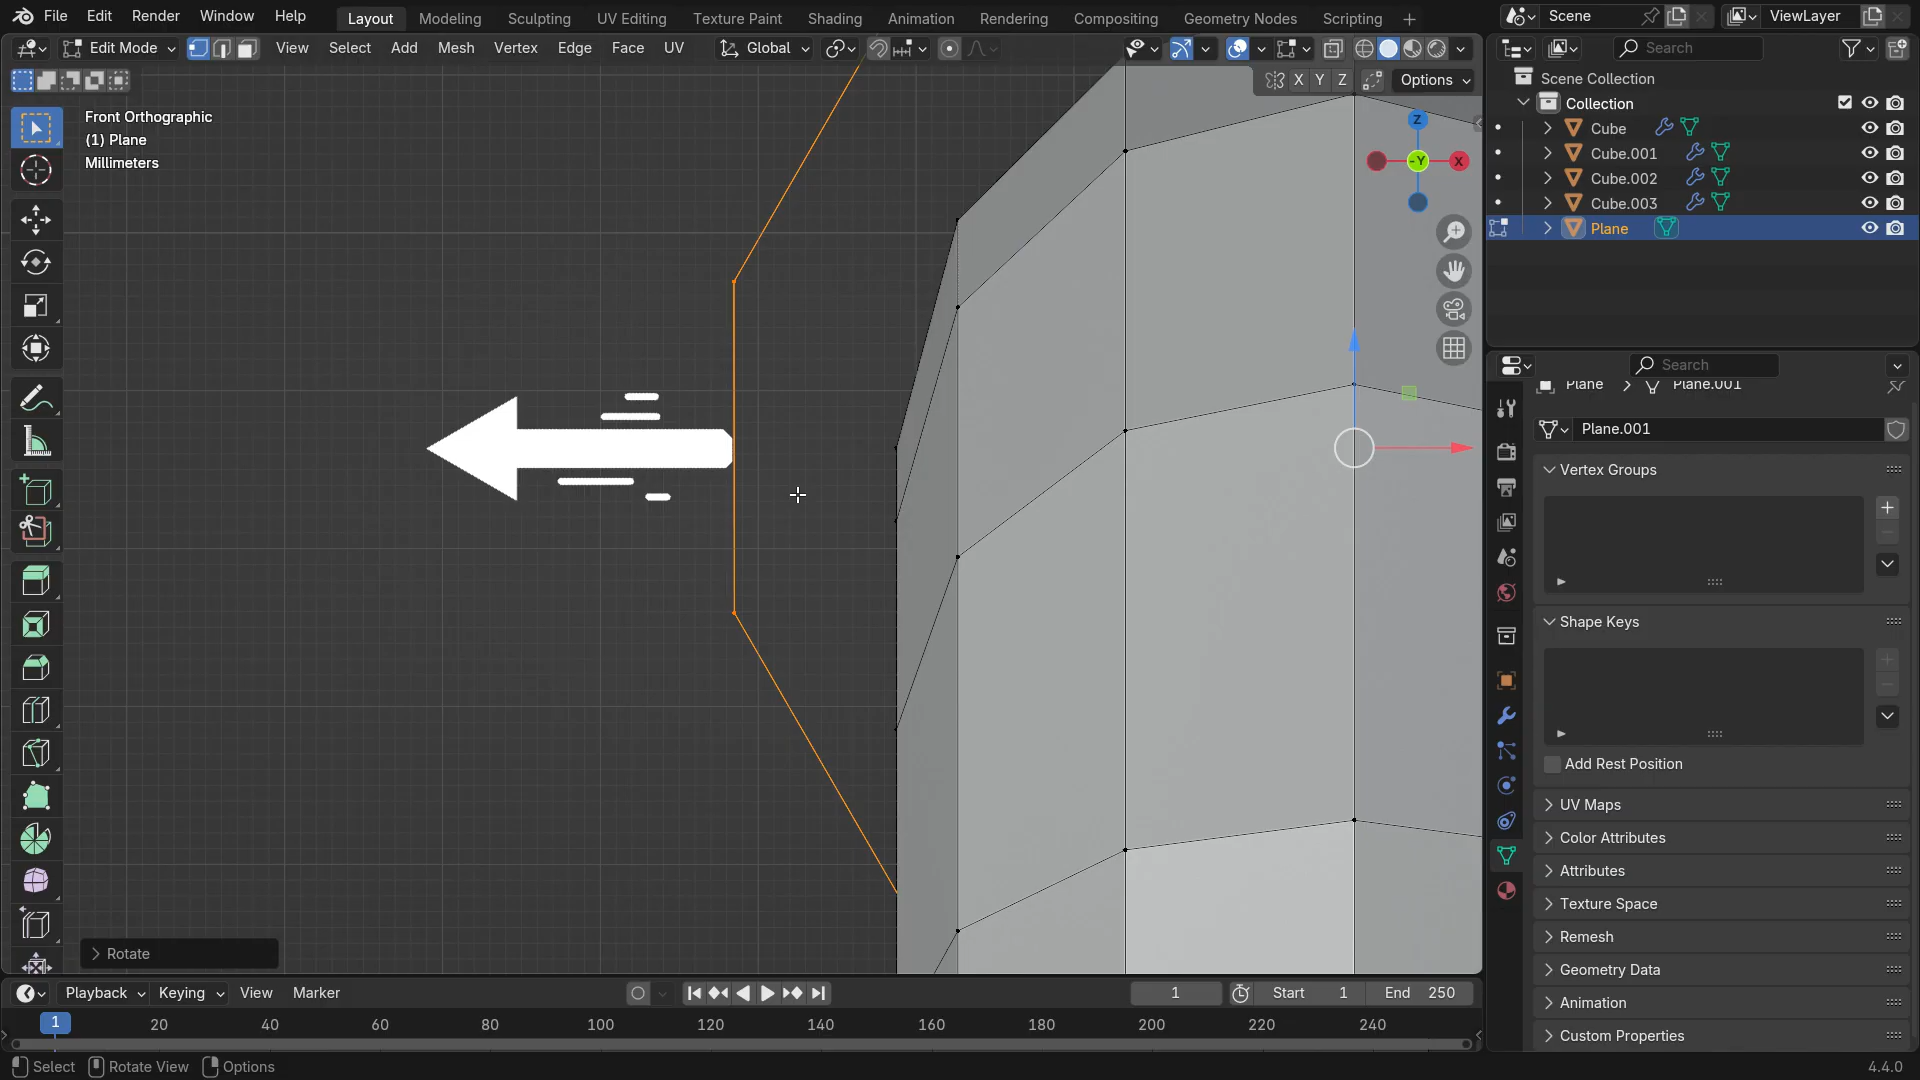 File Edit Render Window Help Layout Modeling Sculpting UV Editing Texture Paint Shading Animation Rendering Compositing Geometry Nodes Scripting + Scene ViewLayer
Edit Mode View Select Add Mesh Vertex Edge Face UV Global Search
X Y Z Options
Front Orthographic
(1) Plane
Millimeters
Z
-Y
X
Rotate
Scene Collection
Collection
Cube
Cube.001
Cube.002
Cube.003
Plane
Search
Plane > Plane.001
Plane.001
Vertex Groups
Shape Keys
Add Rest Position
UV Maps
Color Attributes
Attributes
Texture Space
Remesh
Geometry Data
Animation
Custom Properties
Playback Keying View Marker 1 Start 1 End 250
1 20 40 60 80 100 120 140 160 180 200 220 240
Select Rotate View Options 4.4.0